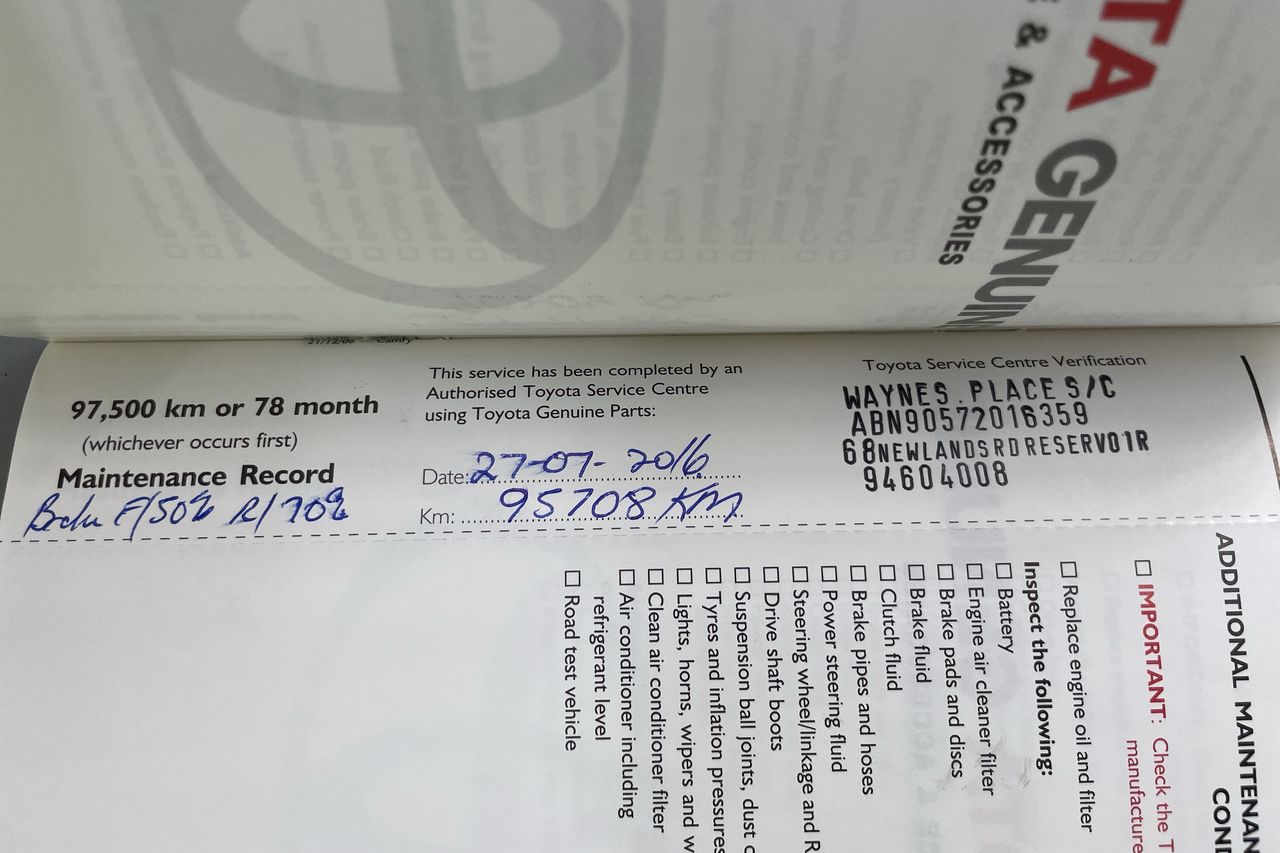 TA GENUIN
& ACCESSORIES
97,500 km or 78 month
(whichever occurs first)
Maintenance Record
F/50% R/70%
This service has been completed by an
Authorised Toyota Service Centre
using Toyota Genuine Parts:
Date: 27-07-2016
Km: 95708 KM
Toyota Service Centre Verification
WAYNES.PLACE S/C
ABN90572016359
68NEWLANDSRDRESERVO1R
94604008
ADDITIONAL MAINTENAN
CON
☐ IMPORTANT: Check the T
manufacture
☐ Replace engine oil and filter
Inspect the following:
☐ Battery
☐ Engine air cleaner filter
☐ Brake pads and discs
☐ Brake fluid
☐ Clutch fluid
☐ Brake pipes and hoses
☐ Power steering fluid
☐ Steering wheel/linkage and R
☐ Drive shaft boots
☐ Suspension ball joints, dust c
☐ Tyres and inflation pressures
☐ Lights, horns, wipers and w
☐ Clean air conditioner filter
☐ Air conditioner including
refrigerant level
☐ Road test vehicle